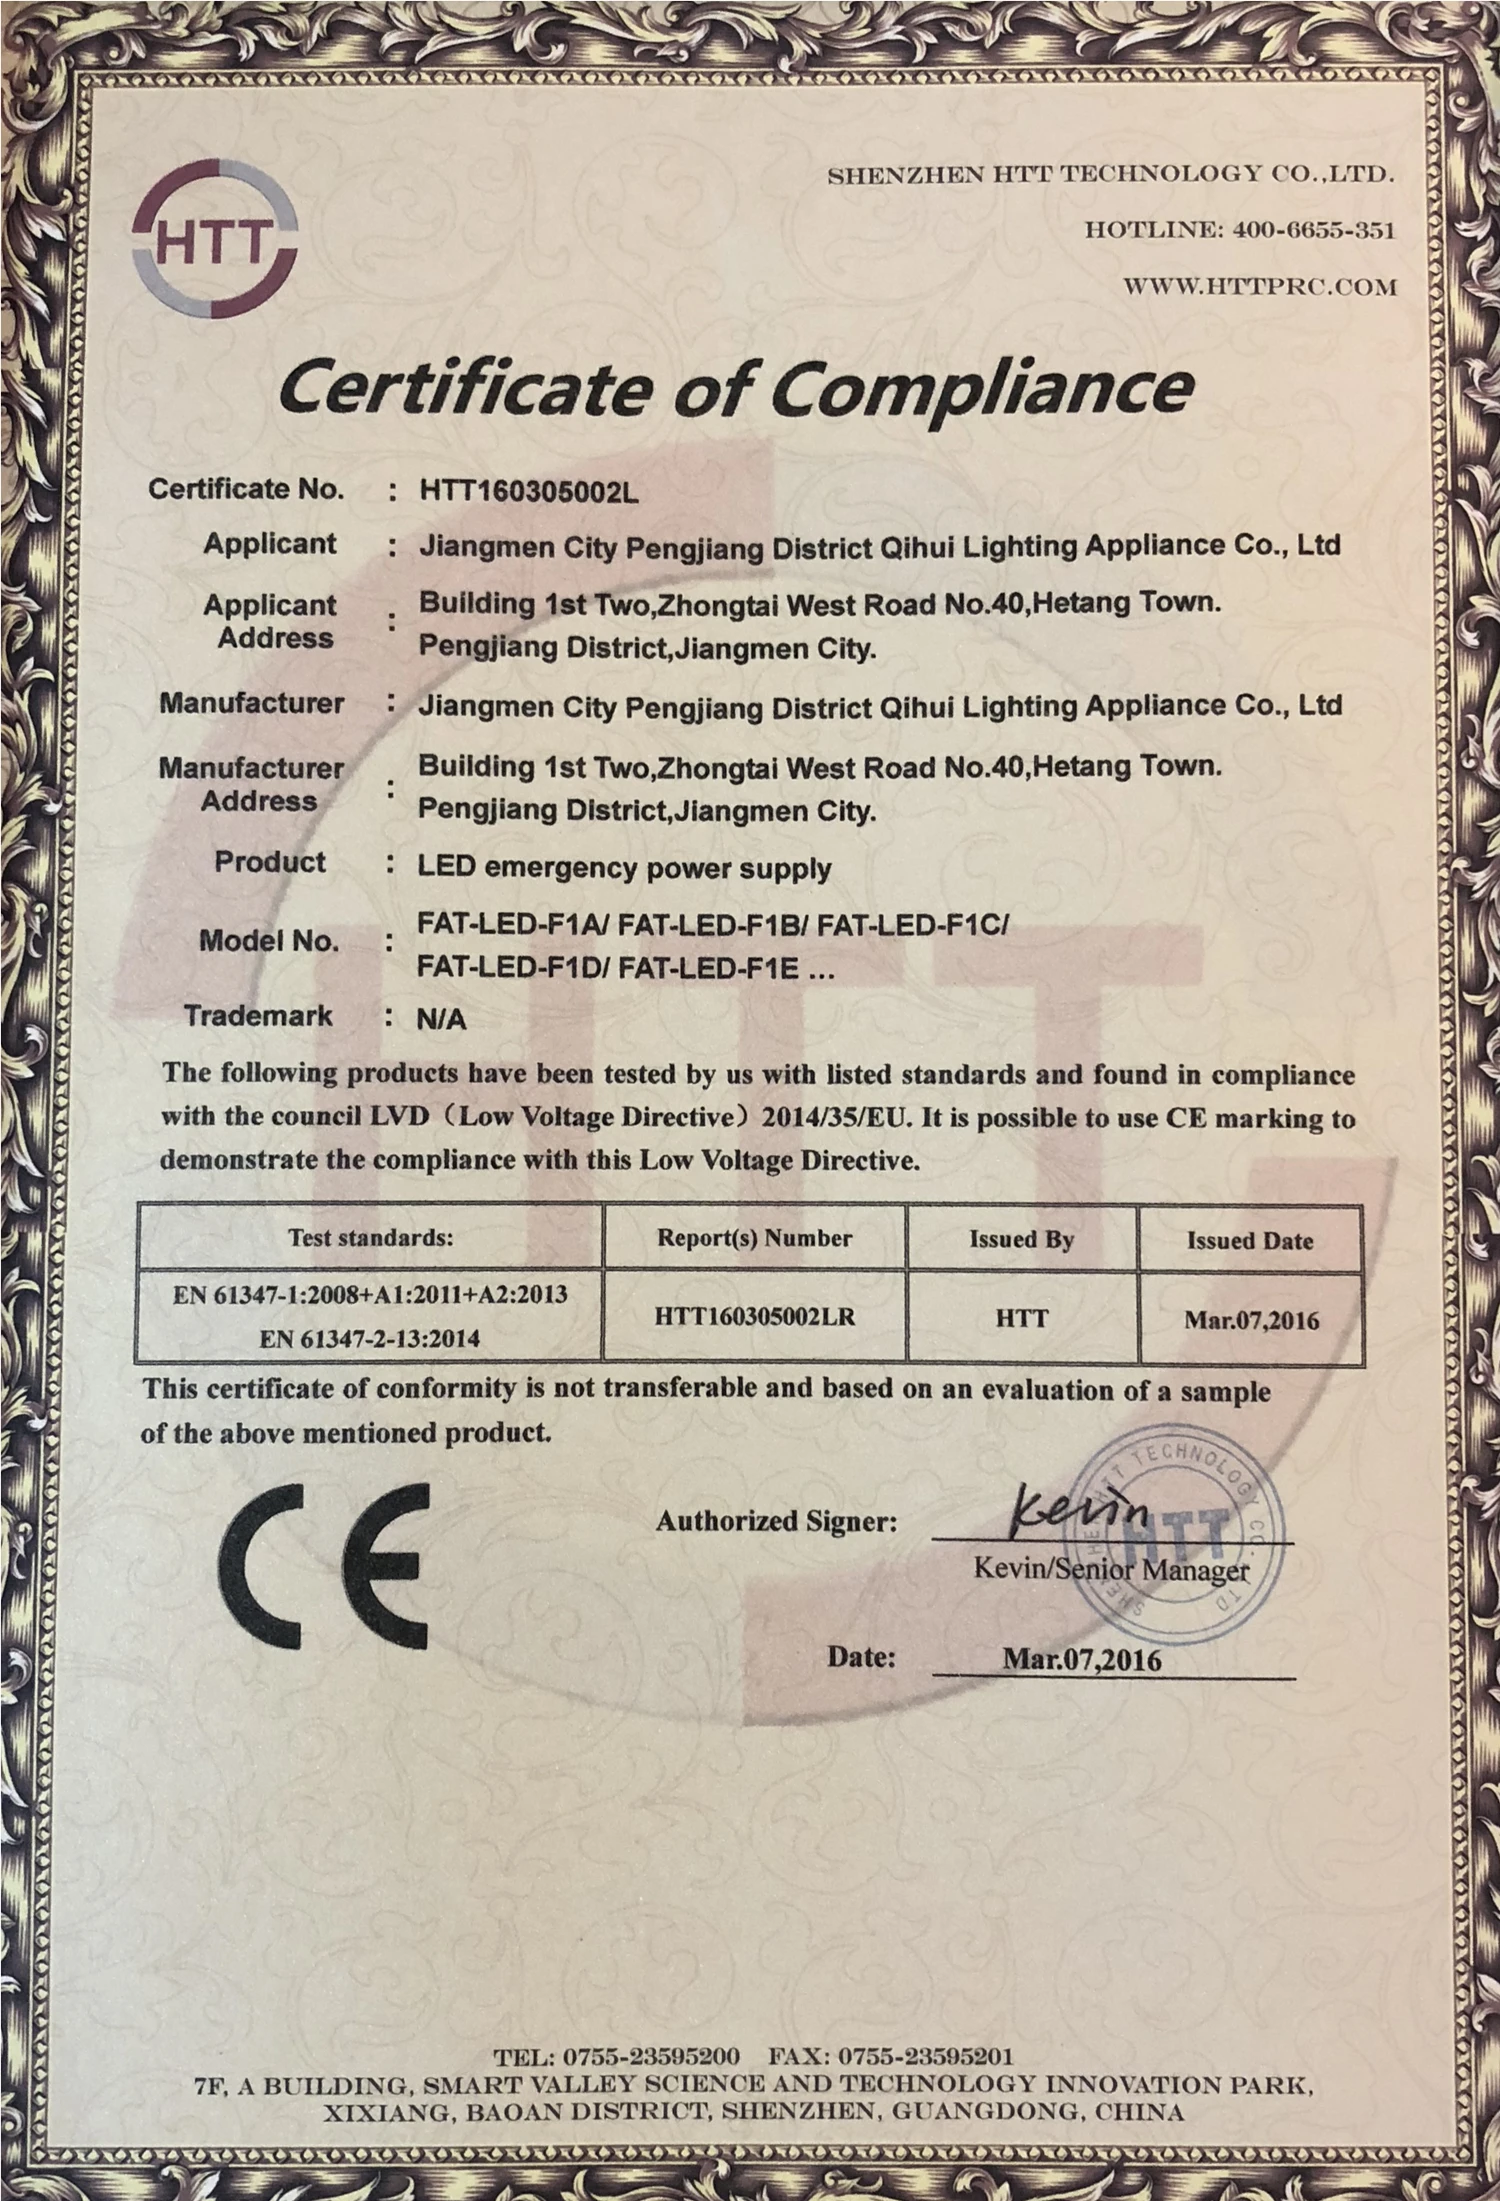 HTT
SHENZHEN HTT TECHNOLOGY CO.,LTD.
HOTLINE: 400-6655-351
WWW.HTTPRC.COM
Certificate of Compliance
Certificate No. : HTT160305002L
Applicant : Jiangmen City Pengjiang District Qihui Lighting Appliance Co., Ltd
Applicant Address : Building 1st Two,Zhongtai West Road No.40,Hetang Town.
Pengjiang District,Jiangmen City.
Manufacturer : Jiangmen City Pengjiang District Qihui Lighting Appliance Co., Ltd
Manufacturer Address : Building 1st Two,Zhongtai West Road No.40,Hetang Town.
Pengjiang District,Jiangmen City.
Product : LED emergency power supply
Model No. : FAT-LED-F1A/ FAT-LED-F1B/ FAT-LED-F1C/
FAT-LED-F1D/ FAT-LED-F1E ...
Trademark : N/A
The following products have been tested by us with listed standards and found in compliance
with the council LVD（Low Voltage Directive）2014/35/EU. It is possible to use CE marking to
demonstrate the compliance with this Low Voltage Directive.
Test standards: Report(s) Number Issued By Issued Date
EN 61347-1:2008+A1:2011+A2:2013
EN 61347-2-13:2014
HTT160305002LR HTT Mar.07,2016
This certificate of conformity is not transferable and based on an evaluation of a sample
of the above mentioned product.
CE
Authorized Signer: Kevin
Kevin/Senior Manager
SHENZHEN HTT TECHNOLOGY CO. LTD
HTT
Date: Mar.07,2016
TEL: 0755-23595200 FAX: 0755-23595201
7F, A BUILDING, SMART VALLEY SCIENCE AND TECHNOLOGY INNOVATION PARK,
XIXIANG, BAOAN DISTRICT, SHENZHEN, GUANGDONG, CHINA